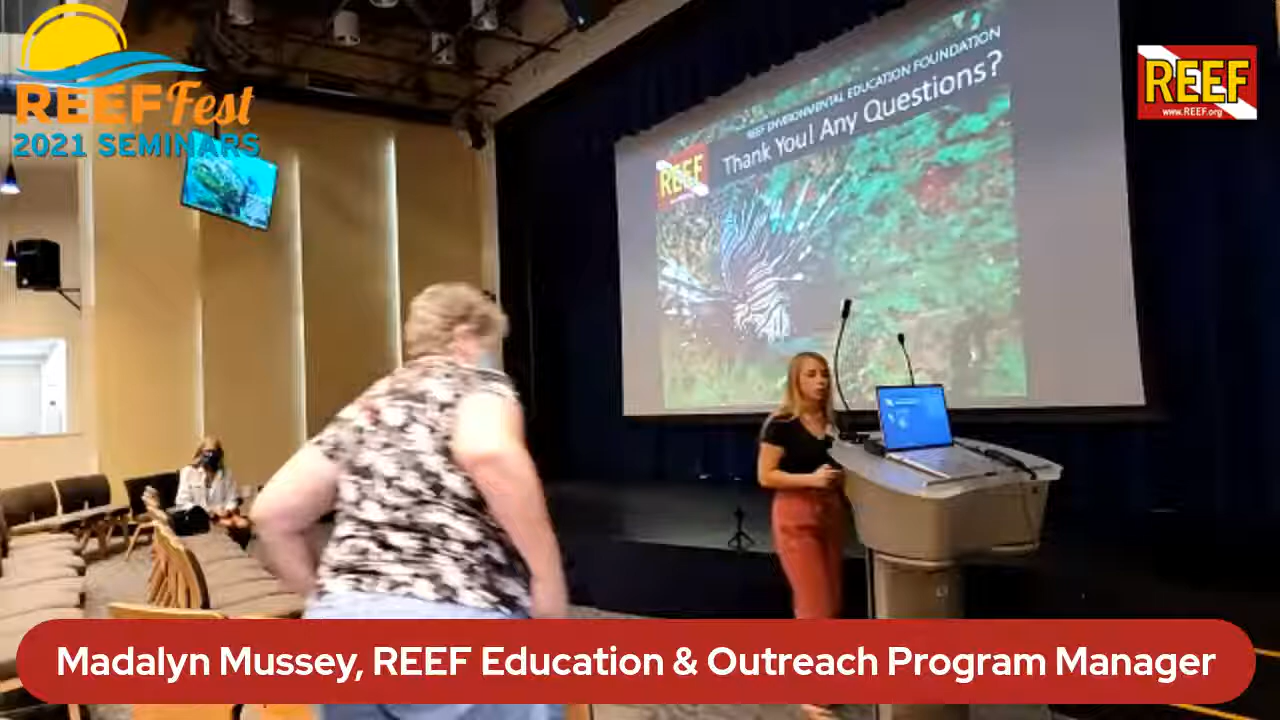 REEF Fest
2021 SEMINARS
REEF
www.REEF.org
REEF ENVIRONMENTAL EDUCATION FOUNDATION
Thank You! Any Questions?
REEF
Madalyn Mussey, REEF Education & Outreach Program Manager